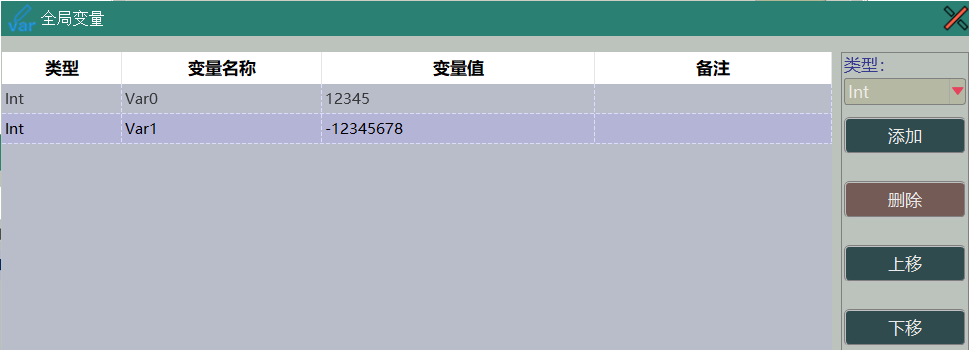 var 全局变量
类型 变量名称 变量值 备注
Int Var0 12345
Int Var1 -12345678
类型:
Int
添加
删除
上移
下移